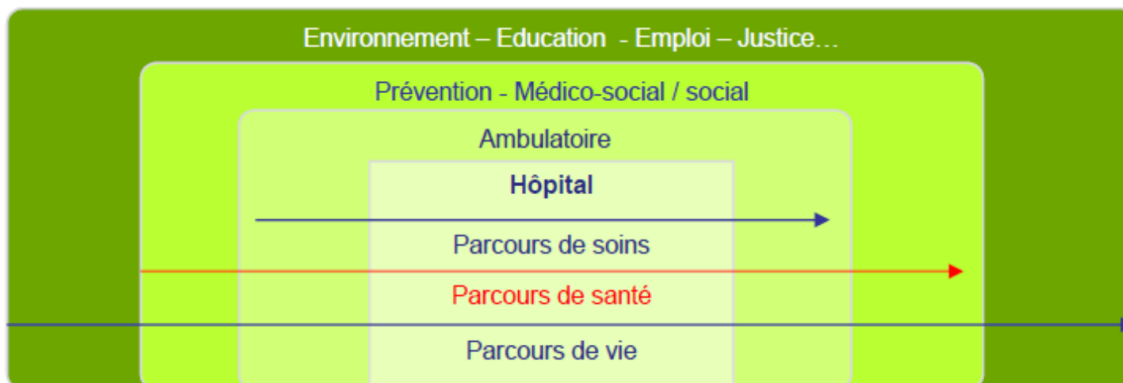 Environnement – Education - Emploi – Justice…
Prévention - Médico-social / social
Ambulatoire
Hôpital
Parcours de soins
Parcours de santé
Parcours de vie